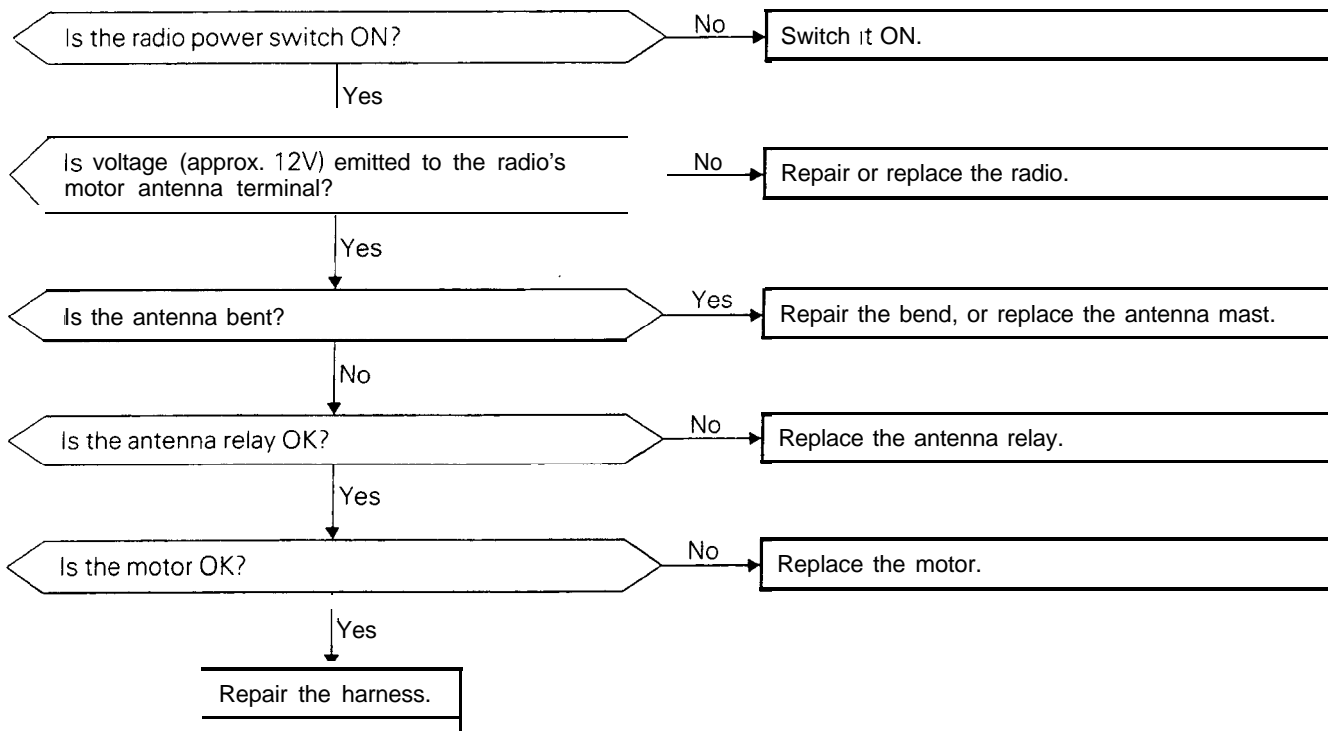 Is the radio power switch ON?
No
Switch it ON.
Yes
Is voltage (approx. 12V) emitted to the radio's
motor antenna terminal?
No
Repair or replace the radio.
Yes
Is the antenna bent?
Yes
Repair the bend, or replace the antenna mast.
No
Is the antenna relay OK?
No
Replace the antenna relay.
Yes
Is the motor OK?
No
Replace the motor.
Yes
Repair the harness.